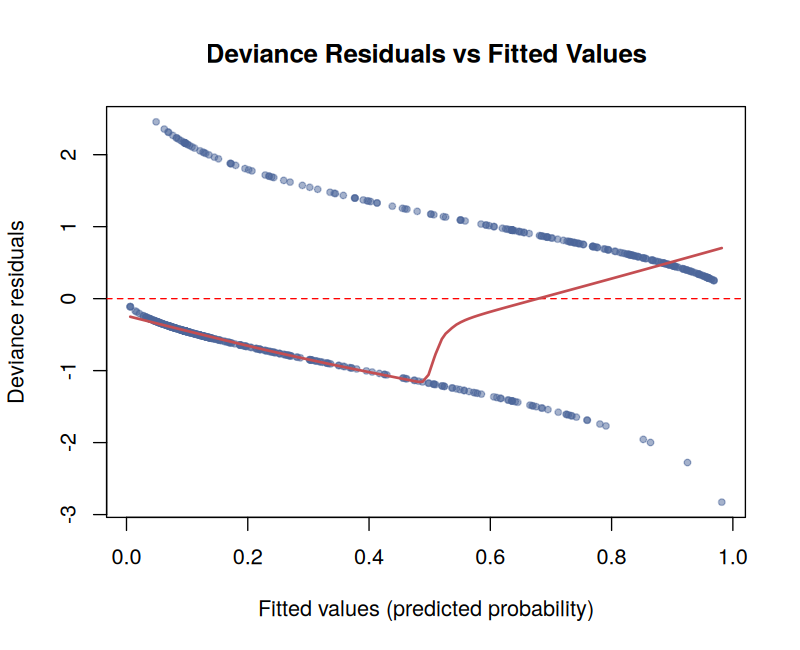 Deviance Residuals vs Fitted Values
Deviance residuals
2
1
0
-1
-2
-3
0.0 0.2 0.4 0.6 0.8 1.0
Fitted values (predicted probability)